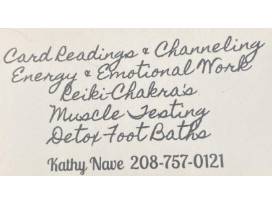 Card Readings & Channeling
Energy & Emotional Work
Reiki-Chakra's
Muscle Testing
Detox Foot Baths
Kathy Nave 208-757-0121